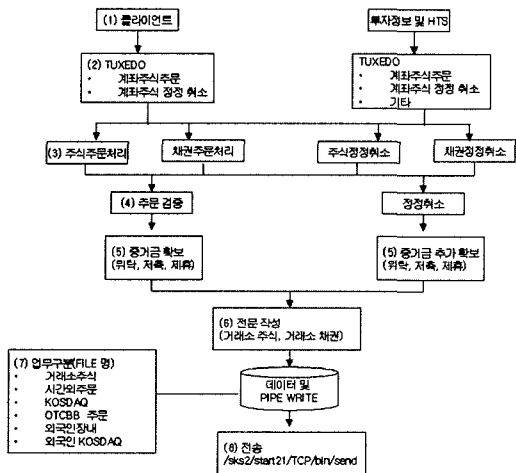 (1) 클라이언트
투자정보 및 HTS
(2) TUXEDO
• 계좌주식주문
• 계좌주식 정정 취소
TUXEDO
• 계좌주식주문
• 계좌주식 정정 취소
• 기타
(3) 주식주문처리
채권주문처리
주식정정취소
채권정정취소
(4) 주문 검증
정정취소
(5) 증거금 확보
(위탁, 저축, 제휴)
(5) 증거금 추가 확보
(위탁, 저축, 제휴)
(6) 전문 작성
(거래소 주식, 거래소 채권)
(7) 업무구분(FILE 명)
• 거래소주식
• 시간외주문
• KOSDAQ
• OTCBB 주문
• 외국인장내
• 외국인 KOSDAQ
데이터 및
PIPE WRITE
(8) 전송
/sks2/start21/TCP/bin/send